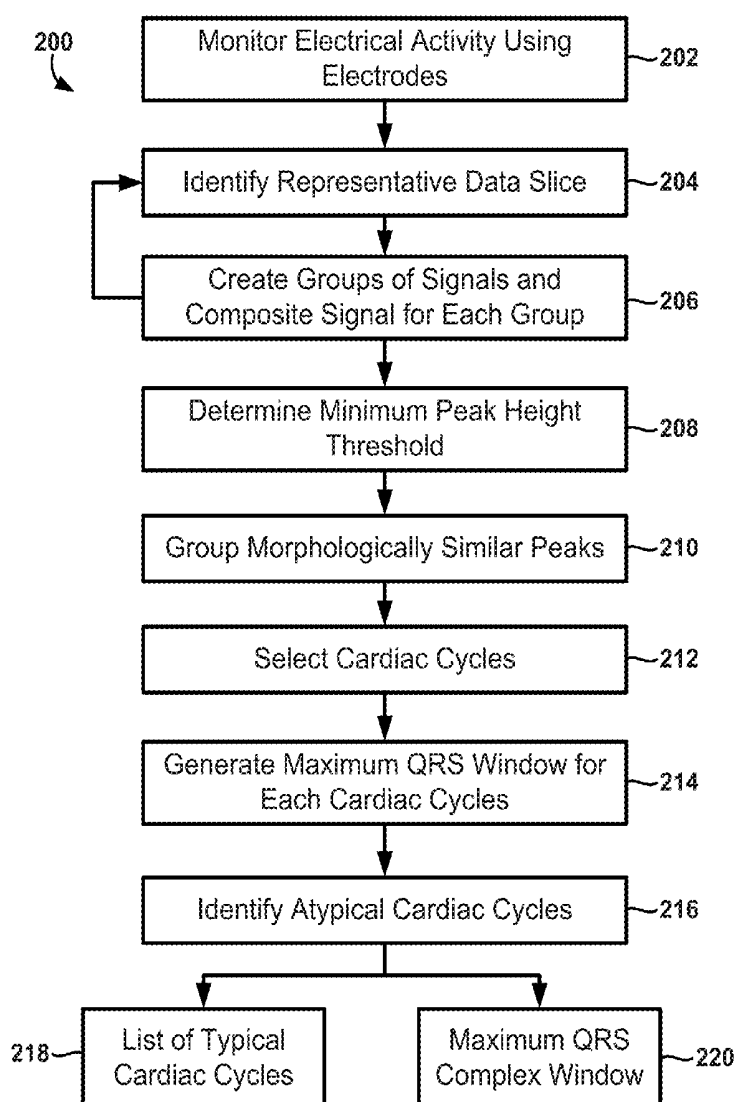 200
Monitor Electrical Activity Using
Electrodes
202
Identify Representative Data Slice
204
Create Groups of Signals and
Composite Signal for Each Group
206
Determine Minimum Peak Height
Threshold
208
Group Morphologically Similar Peaks
210
Select Cardiac Cycles
212
Generate Maximum QRS Window for
Each Cardiac Cycles
214
Identify Atypical Cardiac Cycles
216
218
List of Typical
Cardiac Cycles
Maximum QRS
Complex Window
220